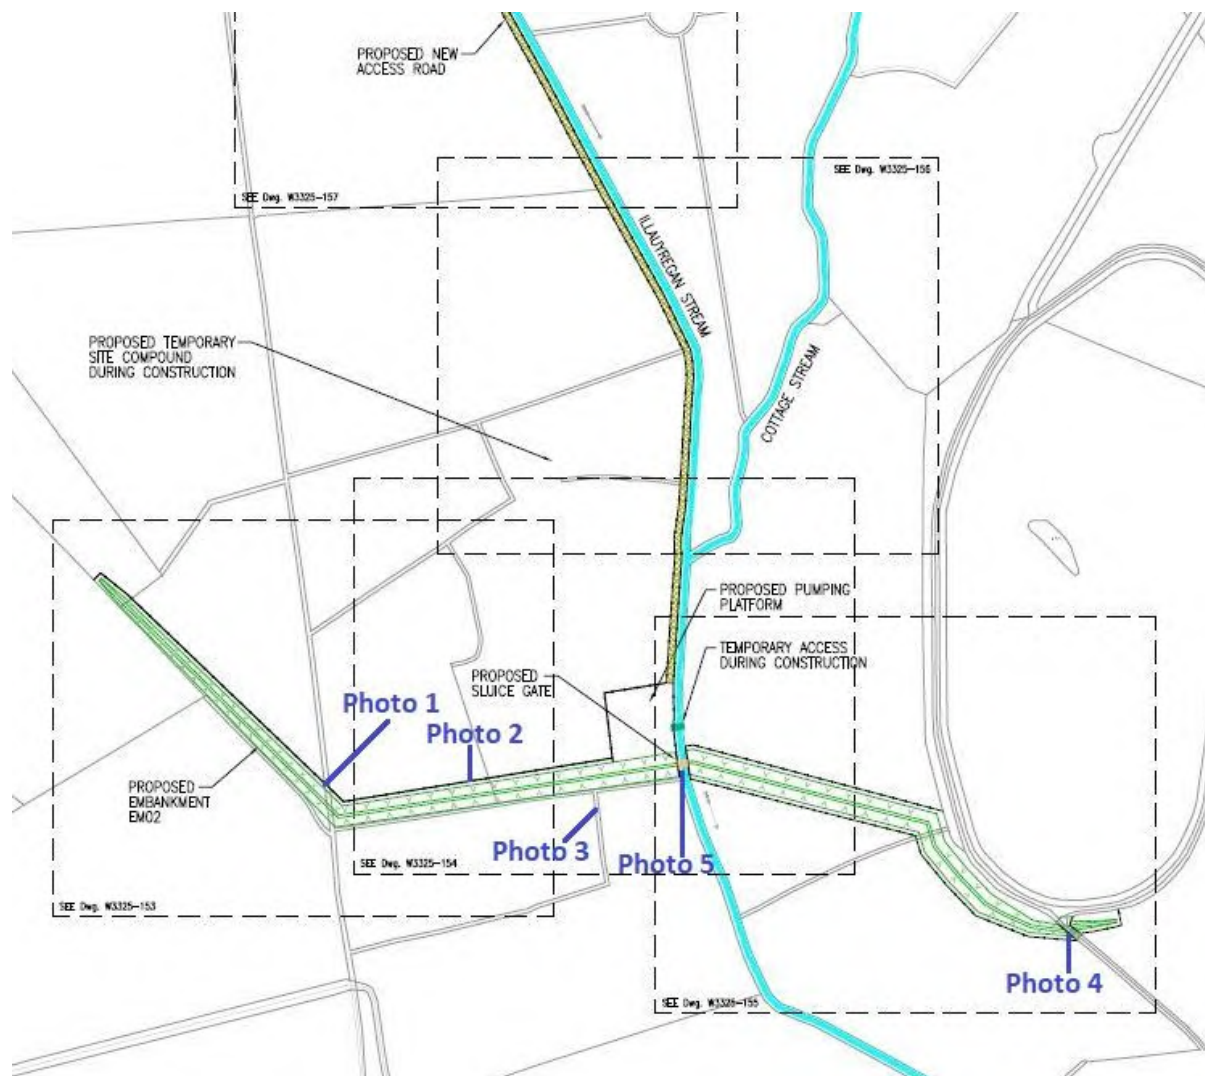 PROPOSED NEW
ACCESS ROAD
SEE Dwg. W3325-157
SEE Dwg. W3325-156
ILLAUYREGAN STREAM
PROPOSED TEMPORARY
SITE COMPOUND
DURING CONSTRUCTION
COTTAGE STREAM
PROPOSED PUMPING
PLATFORM
TEMPORARY ACCESS
DURING CONSTRUCTION
PROPOSED
SLUICE GATE
Photo 1
Photo 2
PROPOSED
EMBANKMENT
EM02
Photo 3
Photo 5
SEE Dwg. W3325-154
SEE Dwg. W3325-153
Photo 4
SEE Dwg. W3325-155